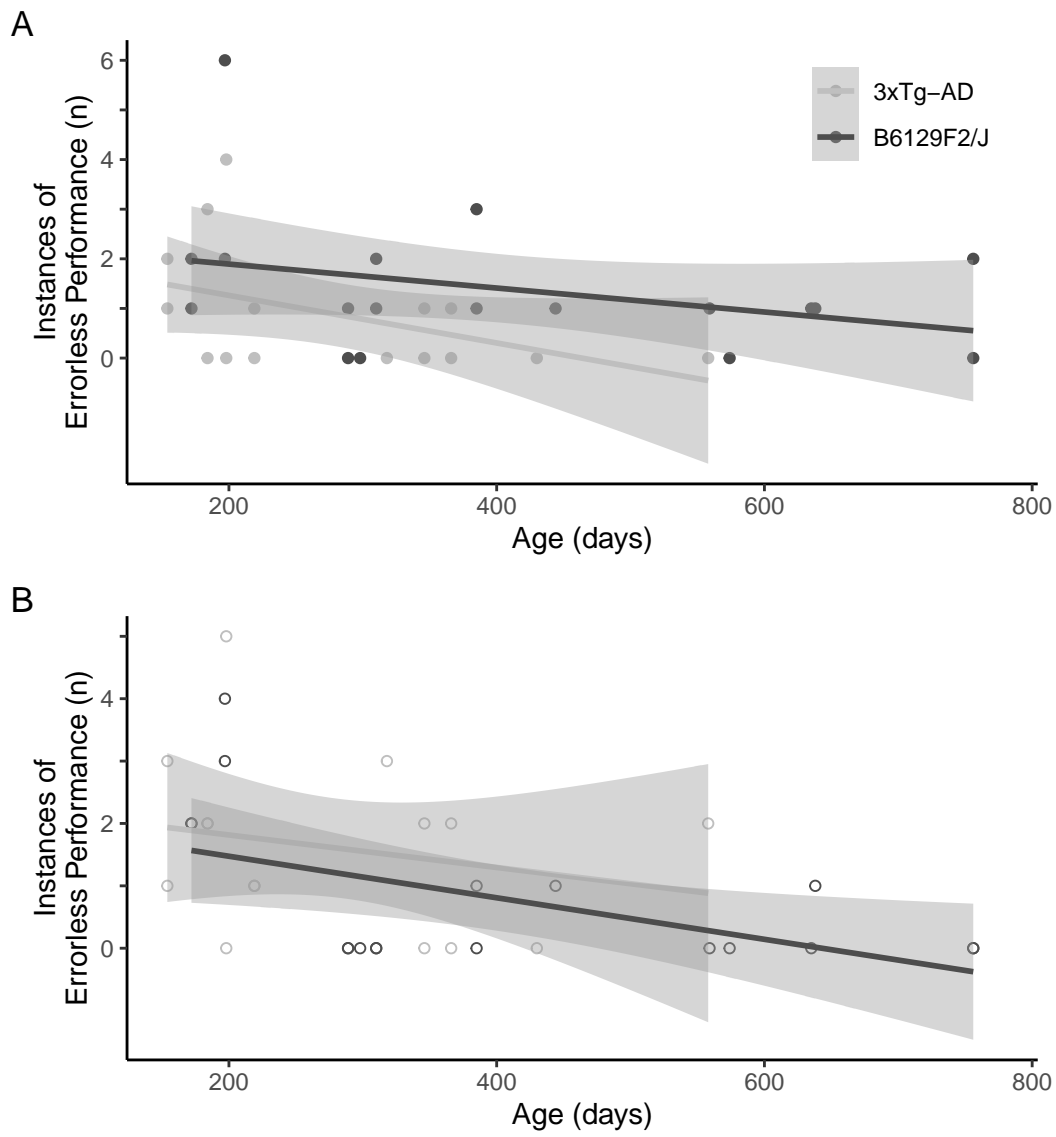 A
Instances of
Errorless Performance (n)
6
4
2
0
3xTg−AD
B6129F2/J
200 400 600 800
Age (days)
B
Instances of
Errorless Performance (n)
4
2
0
200 400 600 800
Age (days)